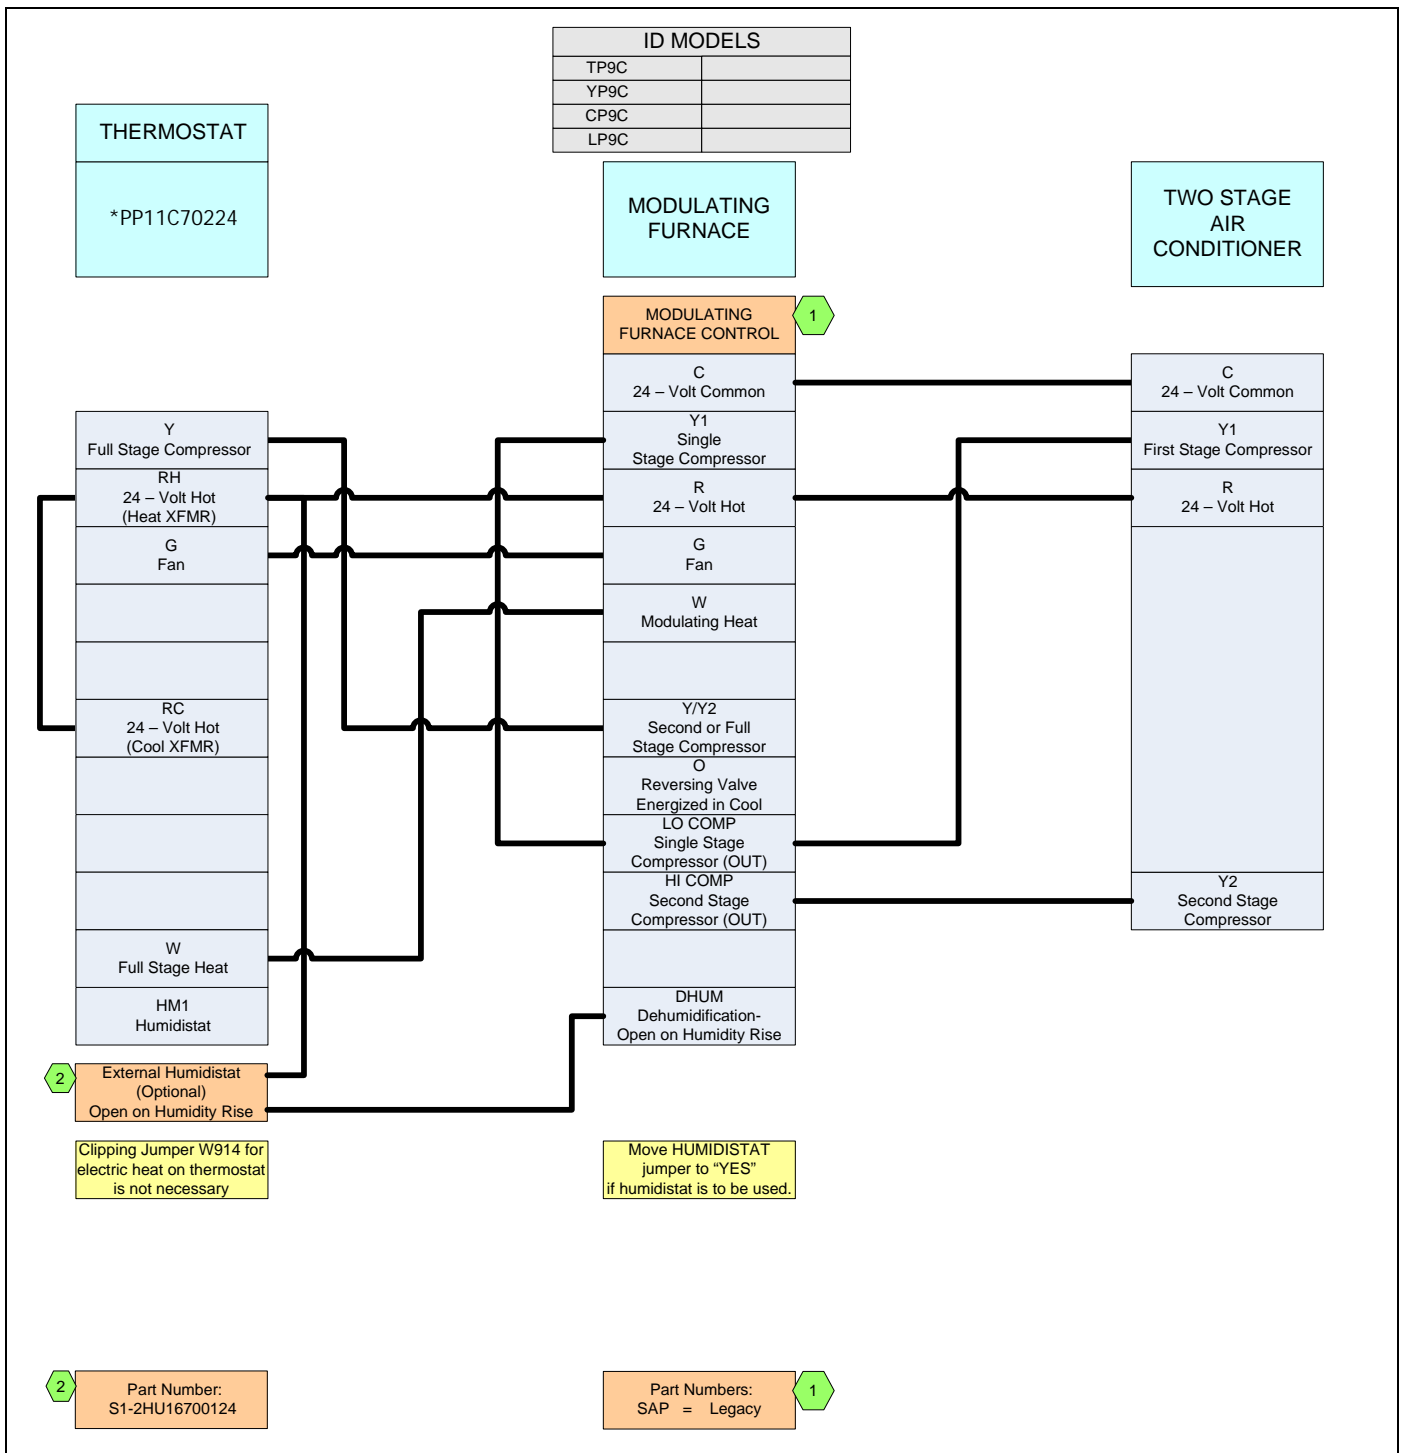 ID MODELS
TP9C
YP9C
CP9C
LP9C
THERMOSTAT
*PP11C70224
MODULATING
FURNACE
TWO STAGE
AIR
CONDITIONER
MODULATING
FURNACE CONTROL
1
C
24 – Volt Common
Y1
Single
Stage Compressor
R
24 – Volt Hot
G
Fan
W
Modulating Heat
Y/Y2
Second or Full
Stage Compressor
O
Reversing Valve
Energized in Cool
LO COMP
Single Stage
Compressor (OUT)
HI COMP
Second Stage
Compressor (OUT)
DHUM
Dehumidification-
Open on Humidity Rise
C
24 – Volt Common
Y1
First Stage Compressor
R
24 – Volt Hot
Y2
Second Stage
Compressor
Y
Full Stage Compressor
RH
24 – Volt Hot
(Heat XFMR)
G
Fan
RC
24 – Volt Hot
(Cool XFMR)
W
Full Stage Heat
HM1
Humidistat
2
External Humidistat
(Optional)
Open on Humidity Rise
Clipping Jumper W914 for
electric heat on thermostat
is not necessary
Move HUMIDISTAT
jumper to “YES”
if humidistat is to be used.
2
Part Number:
S1-2HU16700124
Part Numbers:
SAP = Legacy
1